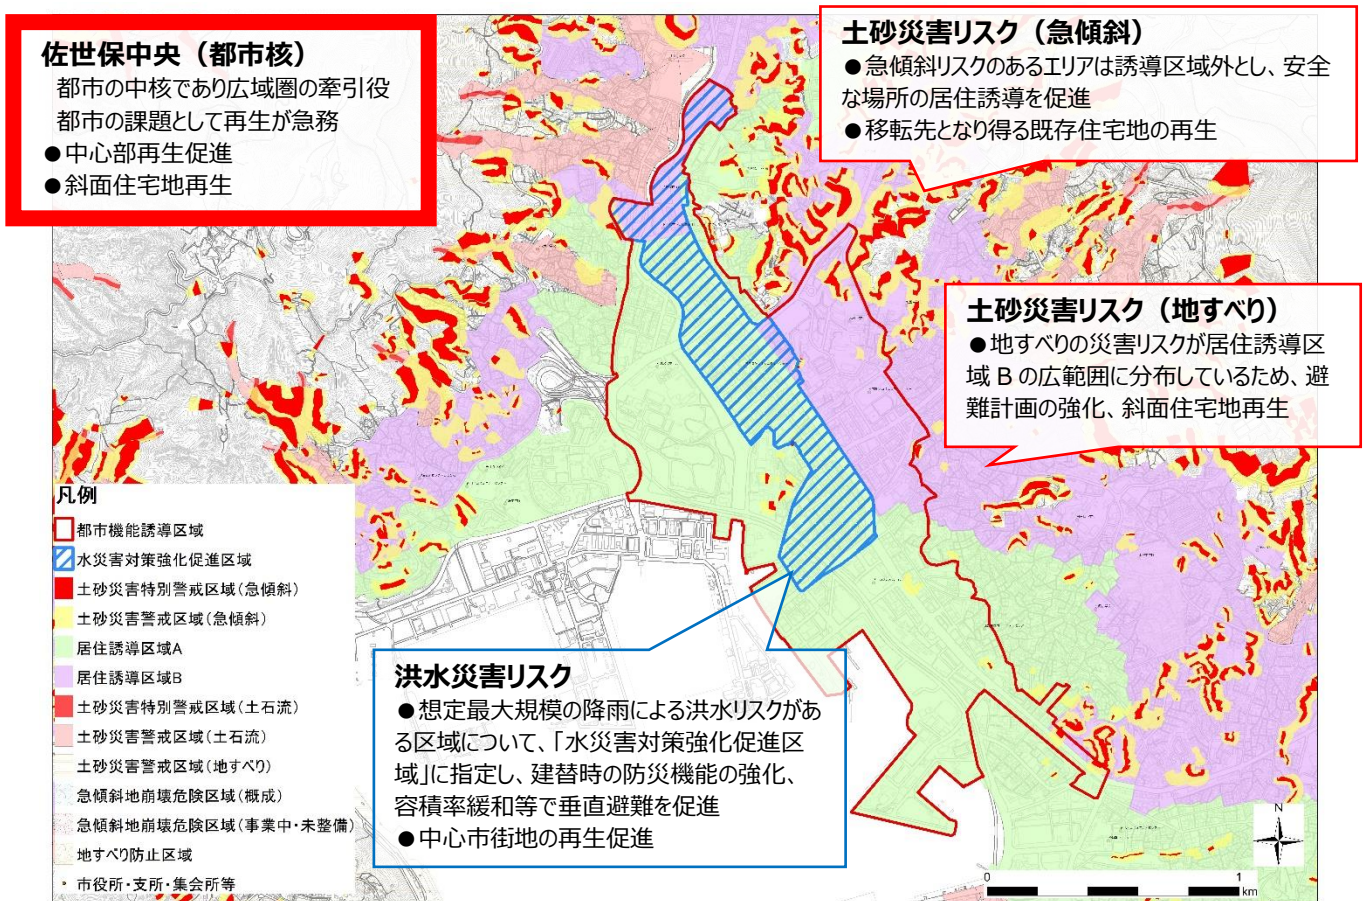 佐世保中央（都市核）
都市の中核であり広域圏の牽引役
都市の課題として再生が急務
●中心部再生促進
●斜面住宅地再生
土砂災害リスク（急傾斜）
●急傾斜リスクのあるエリアは誘導区域外とし、安全
な場所の居住誘導を促進
●移転先となり得る既存住宅地の再生
土砂災害リスク（地すべり）
●地すべりの災害リスクが居住誘導区
域 B の広範囲に分布しているため、避
難計画の強化、斜面住宅地再生
洪水災害リスク
●想定最大規模の降雨による洪水リスクがあ
る区域について、「水災害対策強化促進区
域」に指定し、建替時の防災機能の強化、
容積率緩和等で垂直避難を促進
●中心市街地の再生促進
凡例
都市機能誘導区域
水災害対策強化促進区域
土砂災害特別警戒区域(急傾斜)
土砂災害警戒区域(急傾斜)
居住誘導区域A
居住誘導区域B
土砂災害特別警戒区域(土石流)
土砂災害警戒区域(土石流)
土砂災害警戒区域(地すべり)
急傾斜地崩壊危険区域(概成)
急傾斜地崩壊危険区域(事業中・未整備)
地すべり防止区域
市役所・支所・集会所等
N
0 1
km